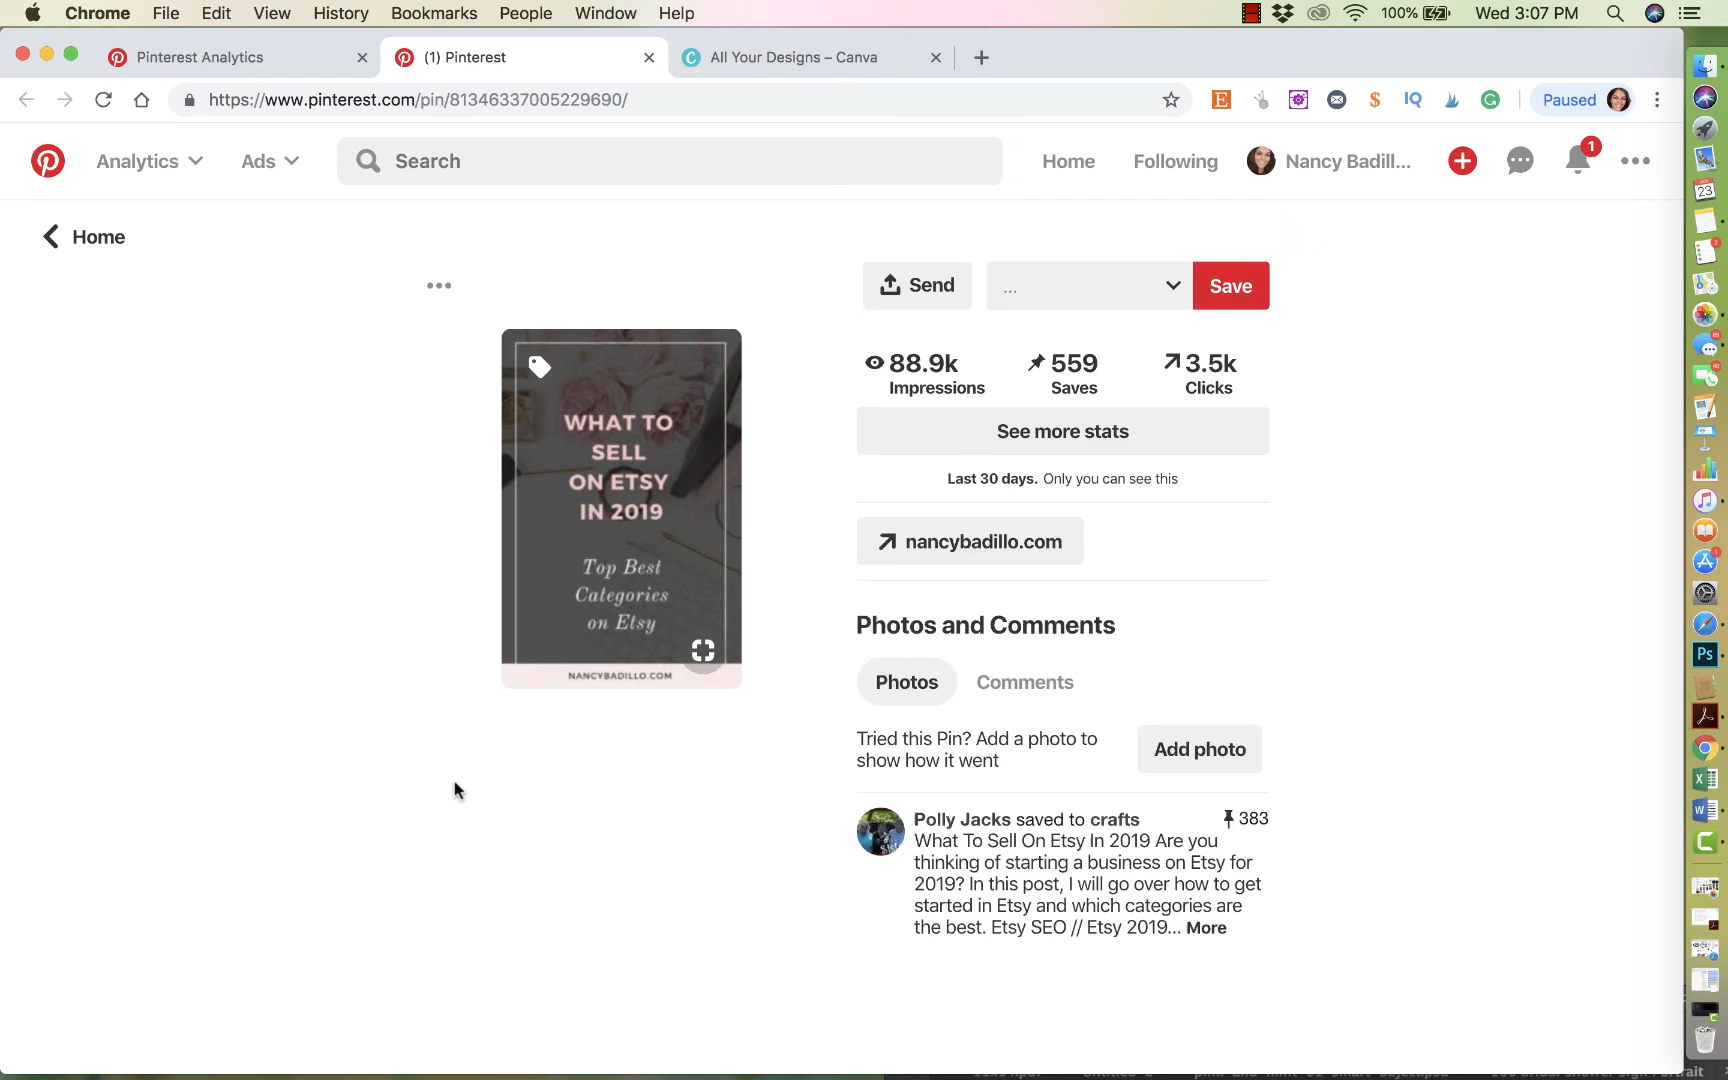 Chrome File Edit View History Bookmarks People Window Help
100% Wed 3:07 PM
Pinterest Analytics
(1) Pinterest
All Your Designs – Canva
https://www.pinterest.com/pin/81346337005229690/
Paused
Analytics
Ads
Search
Home
Following
Nancy Badill...
1
Home
Send
...
Save
88.9k
Impressions
559
Saves
3.5k
Clicks
See more stats
Last 30 days. Only you can see this
nancybadillo.com
WHAT TO
SELL
ON ETSY
IN 2019
Top Best
Categories
on Etsy
NANCYBADILLO.COM
Photos and Comments
Photos
Comments
Tried this Pin? Add a photo to
show how it went
Add photo
Polly Jacks saved to crafts
383
What To Sell On Etsy In 2019 Are you
thinking of starting a business on Etsy for
2019? In this post, I will go over how to get
started in Etsy and which categories are
the best. Etsy SEO // Etsy 2019... More